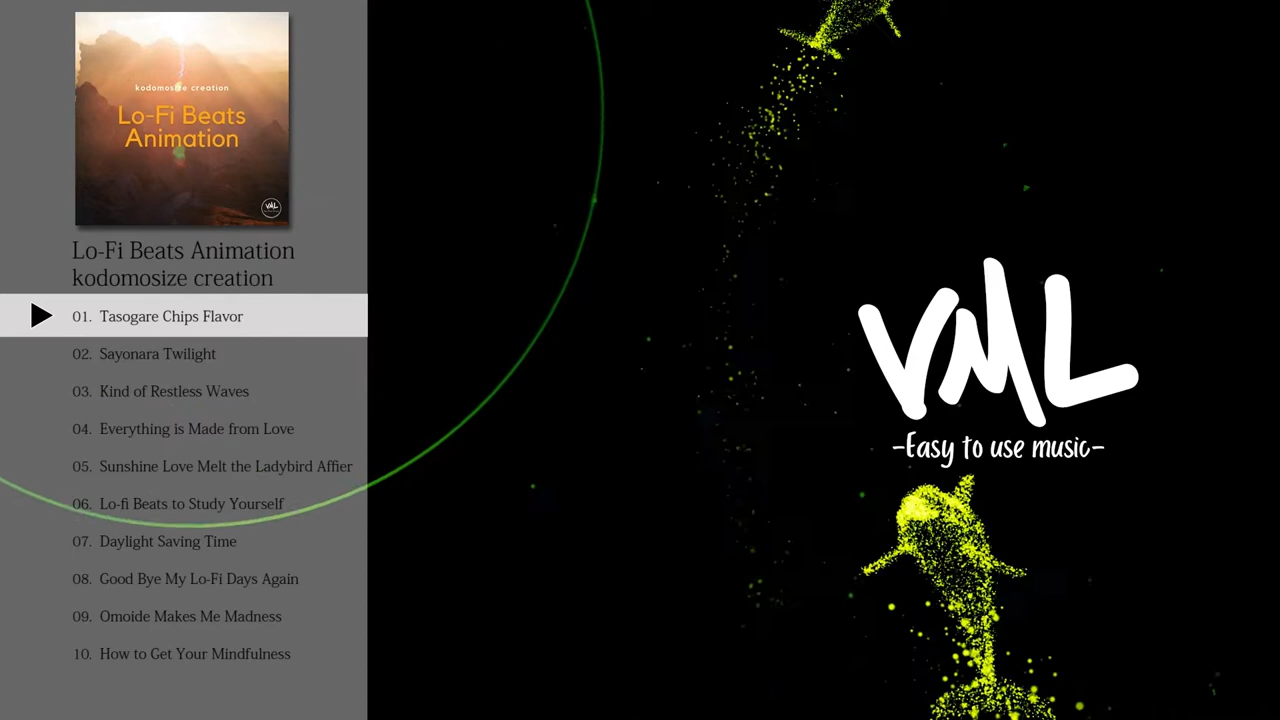 kodomosize creation
Lo-Fi Beats
Animation
VML
Lo-Fi Beats Animation
kodomosize creation
01. Tasogare Chips Flavor
02. Sayonara Twilight
03. Kind of Restless Waves
04. Everything is Made from Love
05. Sunshine Love Melt the Ladybird Affier
06. Lo-fi Beats to Study Yourself
07. Daylight Saving Time
08. Good Bye My Lo-Fi Days Again
09. Omoide Makes Me Madness
10. How to Get Your Mindfulness
VML
-Easy to use music-